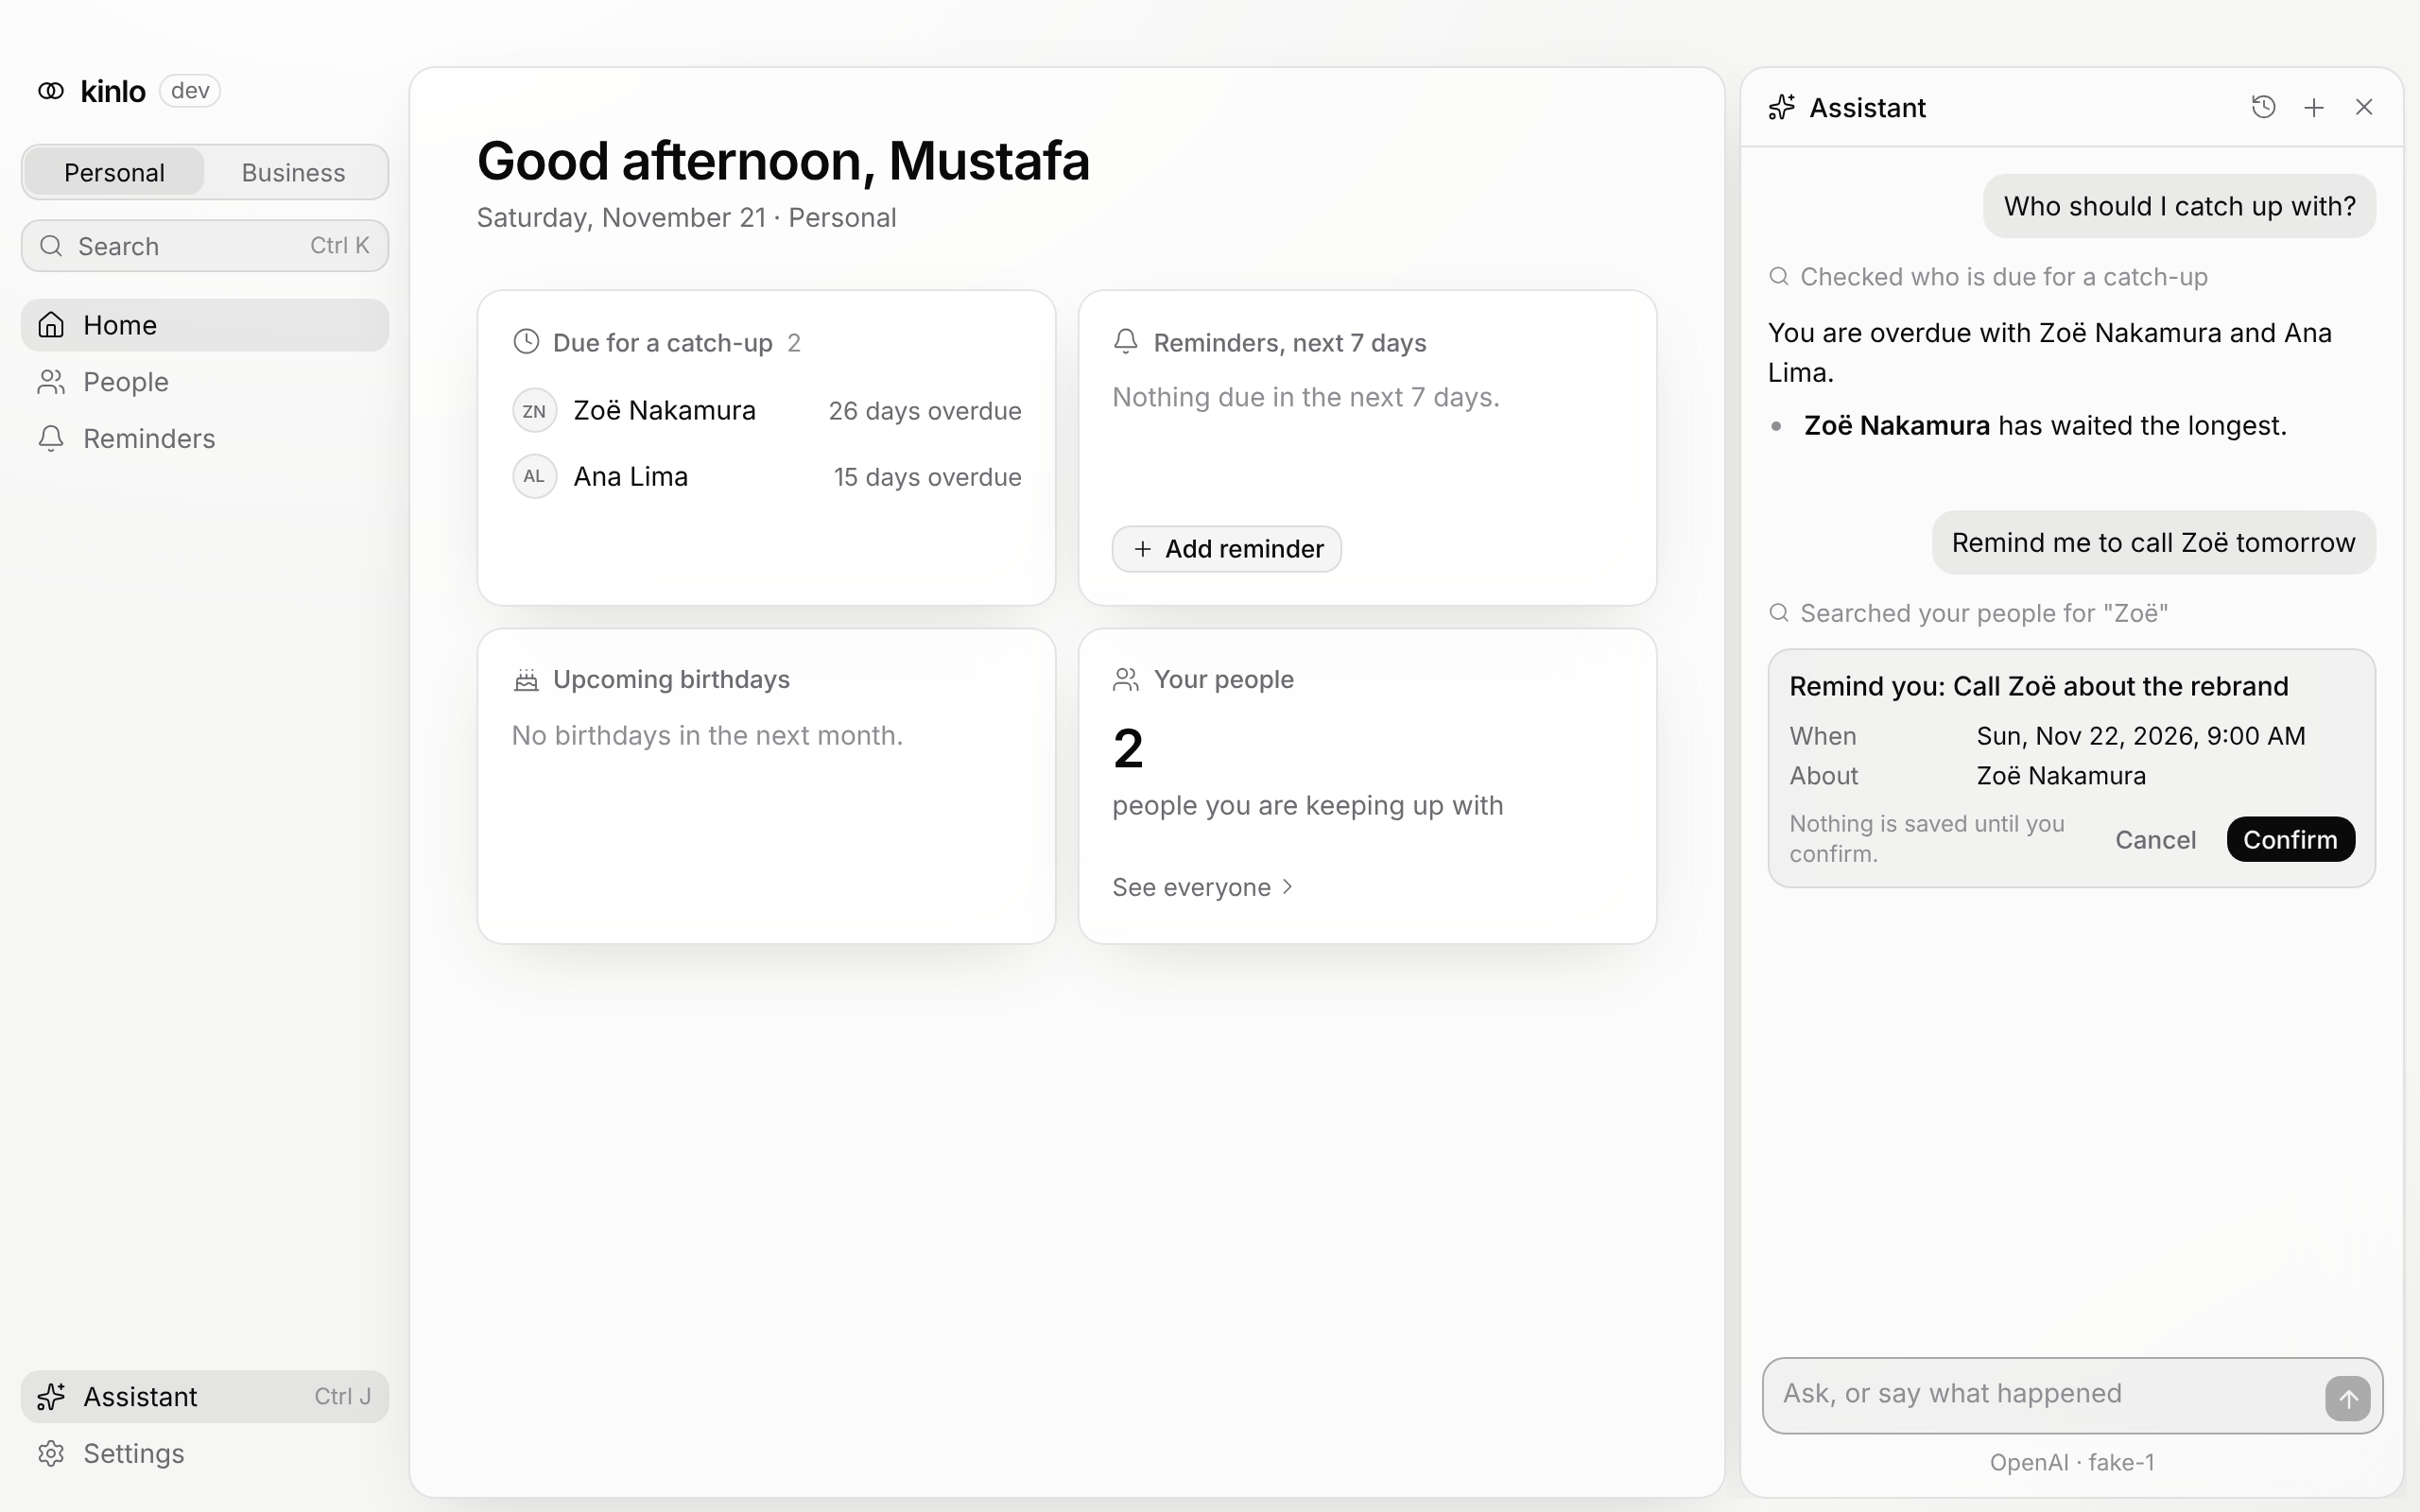 kinlo dev
Personal Business
Search Ctrl K
Home
People
Reminders
Assistant Ctrl J
Settings
Good afternoon, Mustafa
Saturday, November 21 · Personal
Due for a catch-up 2
ZN Zoë Nakamura 26 days overdue
AL Ana Lima 15 days overdue
Reminders, next 7 days
Nothing due in the next 7 days.
+ Add reminder
Upcoming birthdays
No birthdays in the next month.
Your people
2
people you are keeping up with
See everyone
Assistant
Who should I catch up with?
Checked who is due for a catch-up
You are overdue with Zoë Nakamura and Ana
Lima.
• Zoë Nakamura has waited the longest.
Remind me to call Zoë tomorrow
Searched your people for "Zoë"
Remind you: Call Zoë about the rebrand
When Sun, Nov 22, 2026, 9:00 AM
About Zoë Nakamura
Nothing is saved until you
confirm.
Cancel Confirm
Ask, or say what happened
OpenAI · fake-1